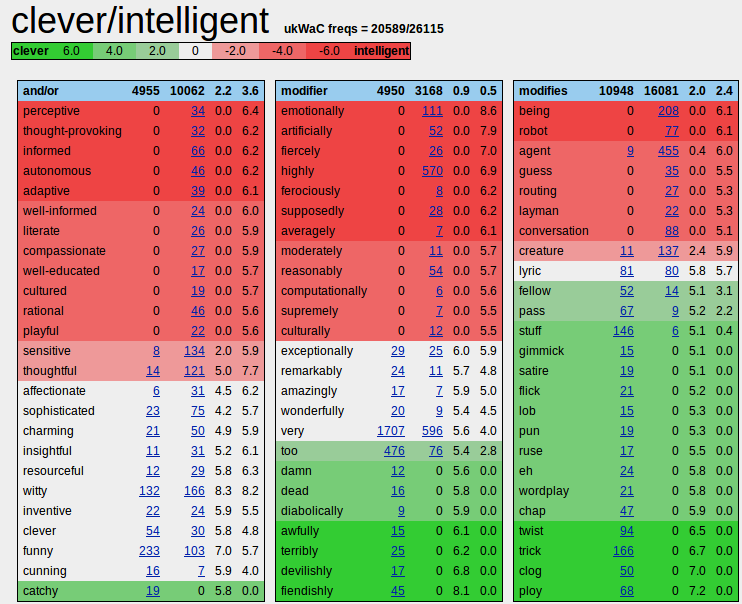 clever/intelligent ukWaC freqs = 20589/26115
clever 6.0 4.0 2.0 0 -2.0 -4.0 -6.0 intelligent
and/or 4955 10062 2.2 3.6
perceptive 0 34 0.0 6.4
thought-provoking 0 32 0.0 6.2
informed 0 66 0.0 6.2
autonomous 0 46 0.0 6.2
adaptive 0 39 0.0 6.1
well-informed 0 24 0.0 6.0
literate 0 26 0.0 5.9
compassionate 0 27 0.0 5.9
well-educated 0 17 0.0 5.7
cultured 0 19 0.0 5.7
rational 0 46 0.0 5.6
playful 0 22 0.0 5.6
sensitive 8 134 2.0 5.9
thoughtful 14 121 5.0 7.7
affectionate 6 31 4.5 6.2
sophisticated 23 75 4.2 5.7
charming 21 50 4.9 5.9
insightful 11 31 5.2 6.1
resourceful 12 29 5.8 6.3
witty 132 166 8.3 8.2
inventive 22 24 5.9 5.5
clever 54 30 5.8 4.8
funny 233 103 7.0 5.7
cunning 16 7 5.9 4.0
catchy 19 0 5.8 0.0
modifier 4950 3168 0.9 0.5
emotionally 0 111 0.0 8.6
artificially 0 52 0.0 7.9
fiercely 0 26 0.0 7.0
highly 0 570 0.0 6.9
ferociously 0 8 0.0 6.2
supposedly 0 28 0.0 6.2
averagely 0 7 0.0 6.1
moderately 0 11 0.0 5.7
reasonably 0 54 0.0 5.7
computationally 0 6 0.0 5.6
supremely 0 7 0.0 5.5
culturally 0 12 0.0 5.5
exceptionally 29 25 6.0 5.9
remarkably 24 11 5.7 4.8
amazingly 17 7 5.9 5.0
wonderfully 20 9 5.4 4.5
very 1707 596 5.6 4.0
too 476 76 5.4 2.8
damn 12 0 5.6 0.0
dead 16 0 5.8 0.0
diabolically 9 0 5.9 0.0
awfully 15 0 6.1 0.0
terribly 25 0 6.2 0.0
devilishly 17 0 6.8 0.0
fiendishly 45 0 8.1 0.0
modifies 10948 16081 2.0 2.4
being 0 208 0.0 6.1
robot 0 77 0.0 6.1
agent 9 455 0.4 6.0
guess 0 35 0.0 5.5
routing 0 27 0.0 5.3
layman 0 22 0.0 5.3
conversation 0 88 0.0 5.1
creature 11 137 2.4 5.9
lyric 81 80 5.8 5.7
fellow 52 14 5.1 3.1
pass 67 9 5.2 2.2
stuff 146 6 5.1 0.4
gimmick 15 0 5.1 0.0
satire 19 0 5.1 0.0
flick 21 0 5.2 0.0
lob 15 0 5.3 0.0
pun 19 0 5.3 0.0
ruse 17 0 5.5 0.0
eh 24 0 5.8 0.0
wordplay 21 0 5.8 0.0
chap 47 0 5.9 0.0
twist 94 0 6.5 0.0
trick 166 0 6.7 0.0
clog 50 0 7.0 0.0
ploy 68 0 7.2 0.0